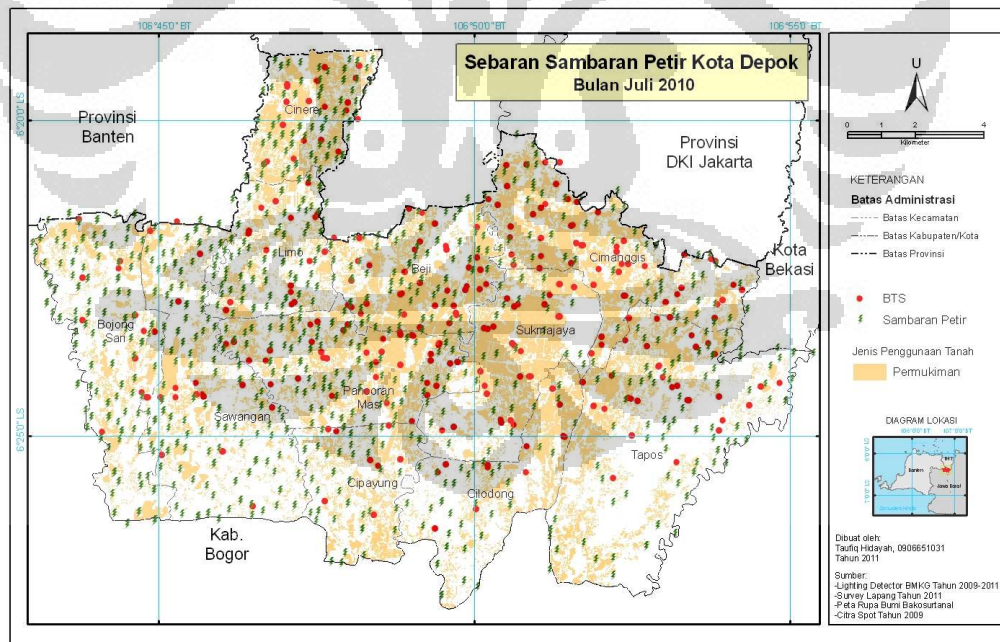 106°45'0" BT
106°50'0" BT
106°55' BT
Sebaran Sambaran Petir Kota Depok
Bulan Juli 2010
Provinsi
Banten
6°20'0" LS
Cinere
Provinsi
DKI Jakarta
Limo
Beji
Cimanggis
Kota
Bekasi
Bojong
Sari
Sukmajaya
Pancoran
Mas
Sawangan
6°25'0" LS
Tapos
Cipayung
Cilodong
Kab.
Bogor
U
0 1 2 4
Kilometer
KETERANGAN
Batas Administrasi
Batas Kecamatan
Batas Kabupaten/Kota
Batas Provinsi
BTS
Sambaran Petir
Jenis Penggunaan Tanah
Permukiman
DIAGRAM LOKASI
Banten
Jawa Barat
Dibuat oleh:
Taufiq Hidayah, 0906651031
Tahun 2011
Sumber:
-Lighting Detector BMKG Tahun 2009-2011
-Survey Lapang Tahun 2011
-Peta Rupa Bumi Bakosurtanal
-Citra Spot Tahun 2009